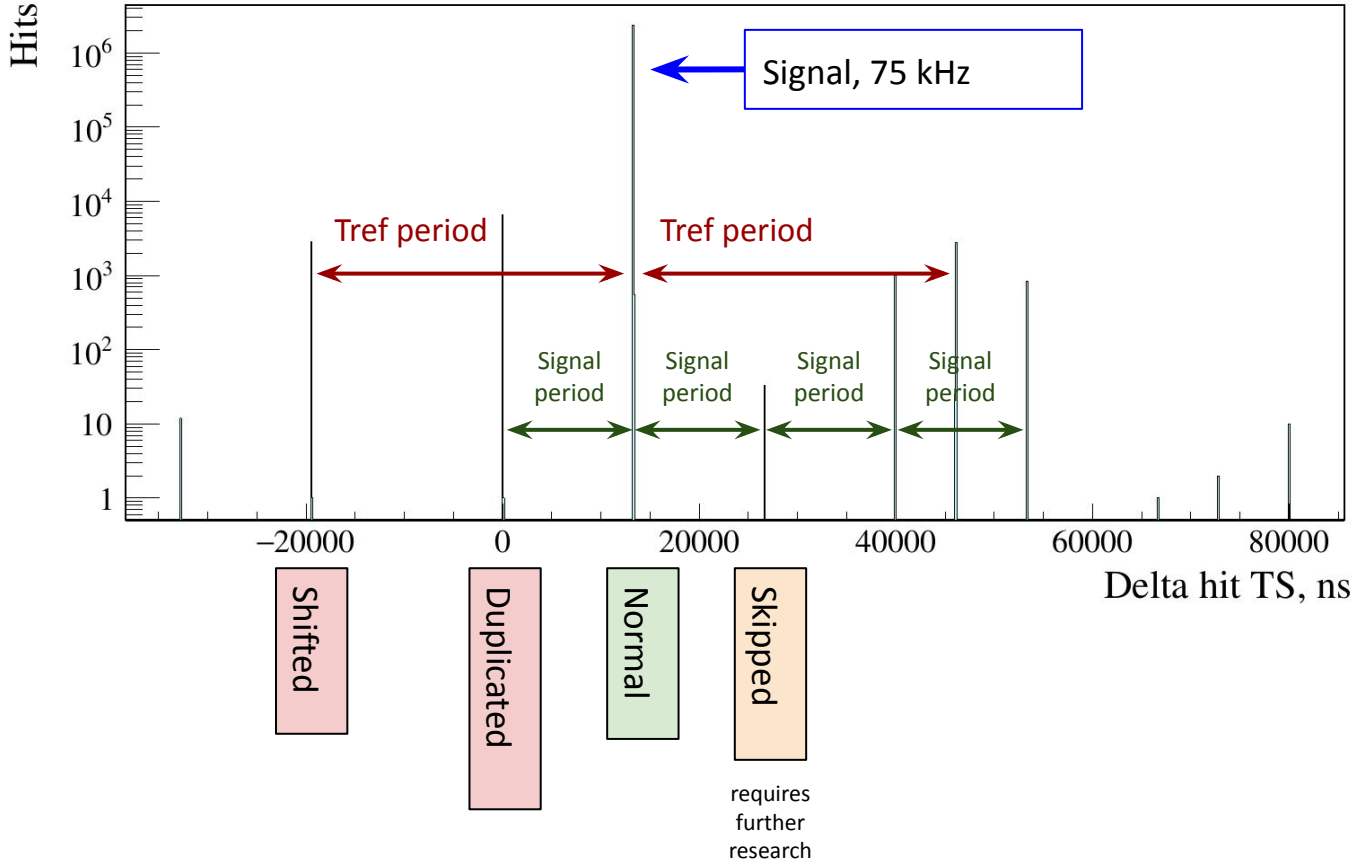 Hits
10^6
10^5
10^4
10^3
10^2
10
1
Signal, 75 kHz
Tref period
Tref period
Signal
period
Signal
period
Signal
period
Signal
period
−20000
0
20000
40000
60000
80000
Delta hit TS, ns
Shifted
Duplicated
Normal
Skipped
requires
further
research